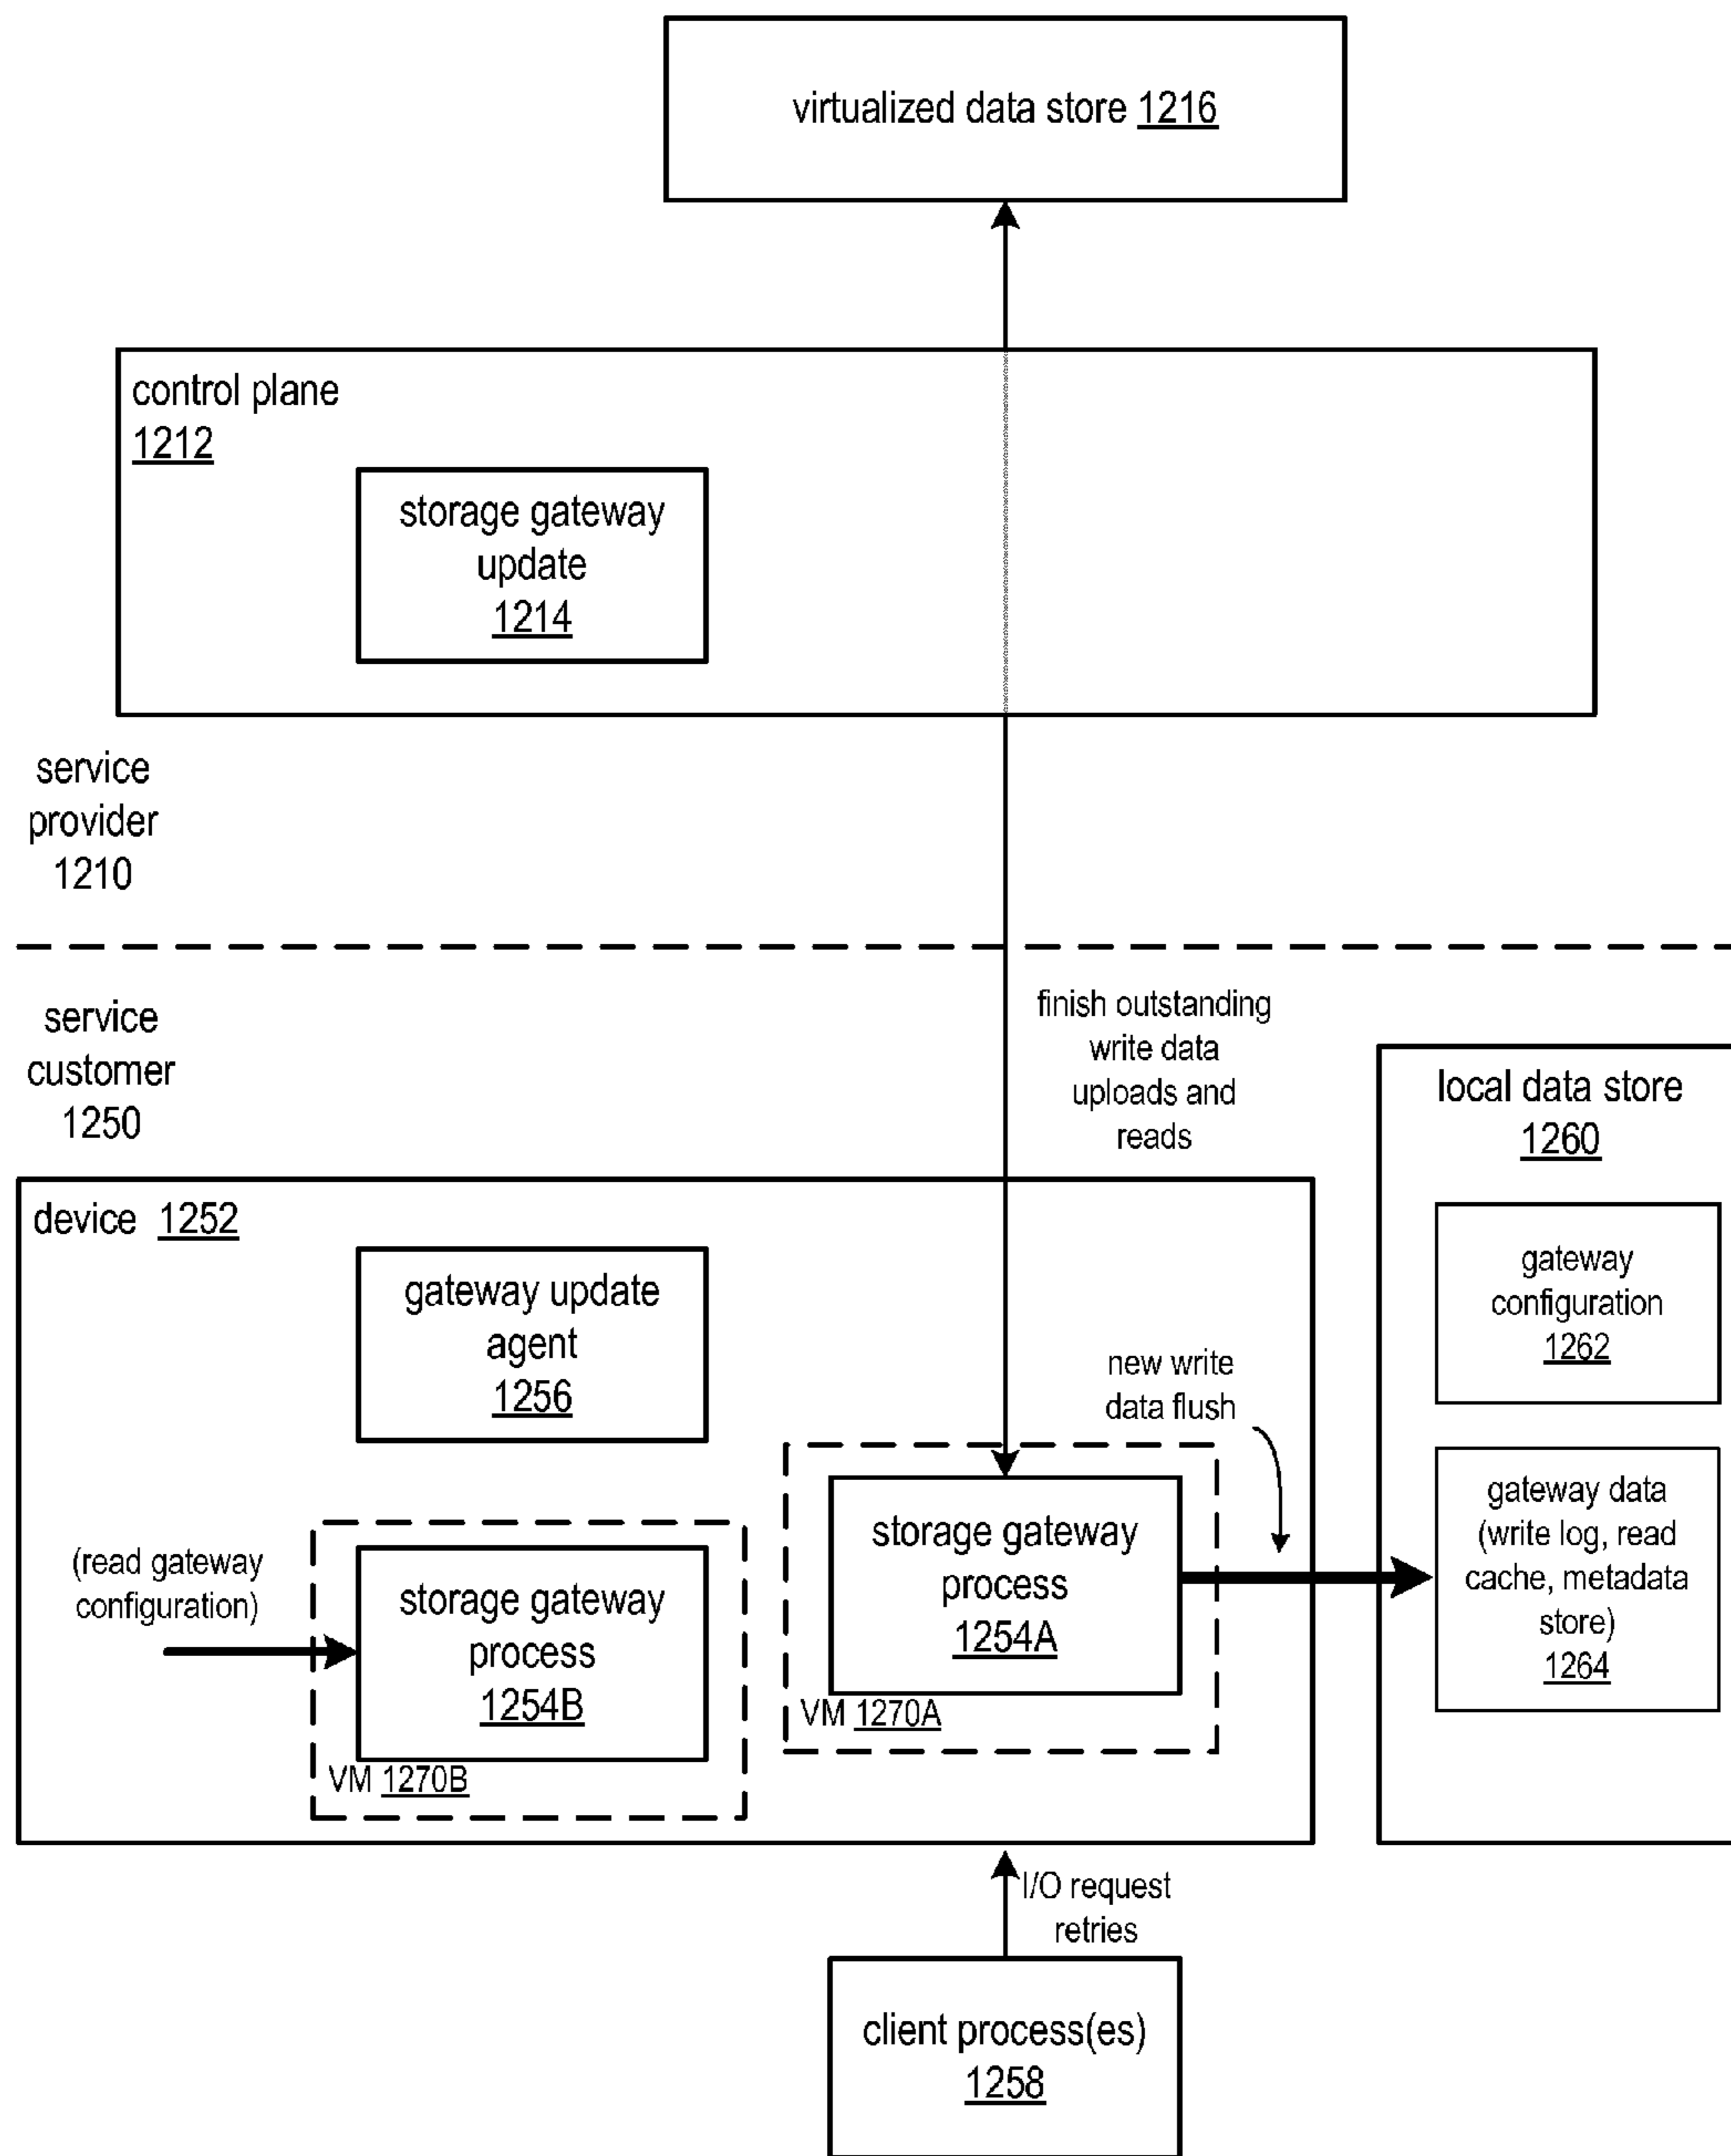 virtualized data store 1216
control plane
1212
storage gateway
update
1214
service
provider
1210
service
customer
1250
finish outstanding
write data
uploads and
reads
local data store
1260
device 1252
gateway
configuration
1262
gateway update
agent
1256
new write
data flush
gateway data
(write log, read
cache, metadata
store)
1264
storage gateway
process
1254A
VM 1270A
(read gateway
configuration)
storage gateway
process
1254B
VM 1270B
I/O request
retries
client process(es)
1258